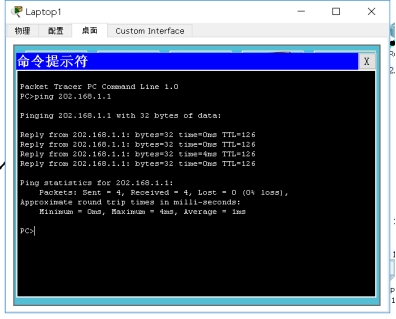 Laptop1
物理 配置 桌面 Custom Interface
命令提示符 X
Packet Tracer PC Command Line 1.0
PC>ping 202.168.1.1
Pinging 202.168.1.1 with 32 bytes of data:
Reply from 202.168.1.1: bytes=32 time=0ms TTL=126
Reply from 202.168.1.1: bytes=32 time=0ms TTL=126
Reply from 202.168.1.1: bytes=32 time=4ms TTL=126
Reply from 202.168.1.1: bytes=32 time=0ms TTL=126
Ping statistics for 202.168.1.1:
Packets: Sent = 4, Received = 4, Lost = 0 (0% loss),
Approximate round trip times in milli-seconds:
Minimum = 0ms, Maximum = 4ms, Average = 1ms
PC>